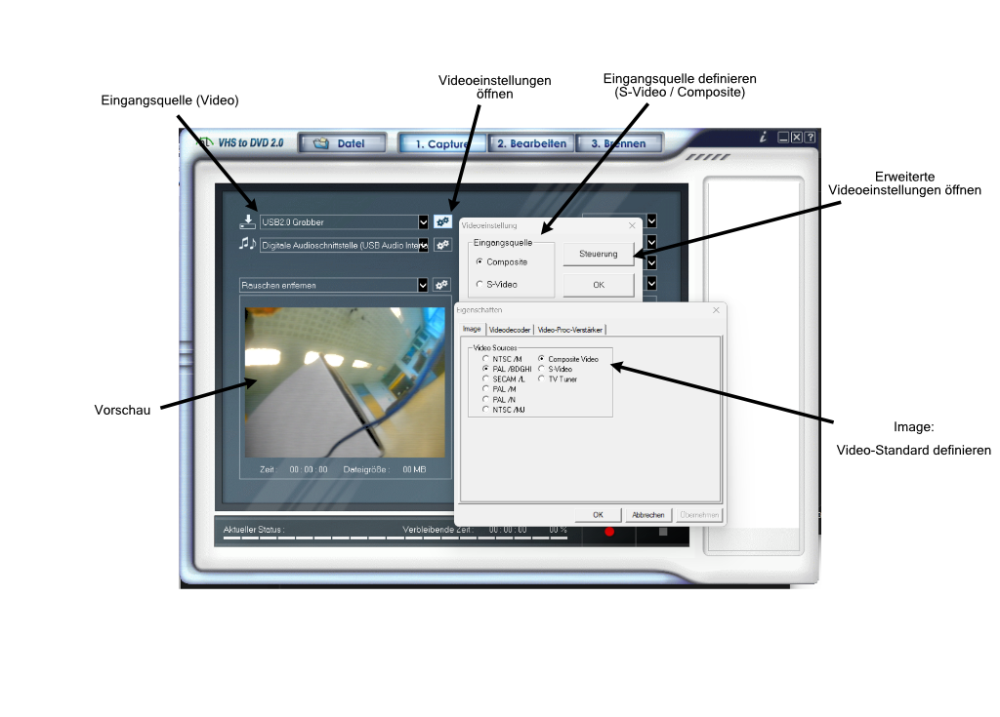 Videoeinstellungen
öffnen
Eingangsquelle definieren
(S-Video / Composite)
Eingangsquelle (Video)
VHS to DVD 2.0
Datei
1. Capture
2. Bearbeiten
3. Brennen
i
?
Erweiterte
Videoeinstellungen öffnen
USB2.0 Grabber
Digitale Audioschnittstelle (USB Audio Interf
Rauschen entfernen
Videoeinstellung
Eingangsquelle
Composite
S-Video
Steuerung
OK
Eigenschaften
Image
Videodecoder
Video-Proc-Verstärker
Video Sources
NTSC /M
PAL /BDGHI
SECAM /L
PAL /M
PAL /N
NTSC /MJ
Composite Video
S-Video
TV Tuner
OK
Abbrechen
Übernehmen
Vorschau
Image:
Video-Standard definieren
Zeit: 00 : 00 : 00 Dateigröße : 00 MB
Aktueller Status :
Verbleibende Zeit : 00 : 00 : 00 00 %